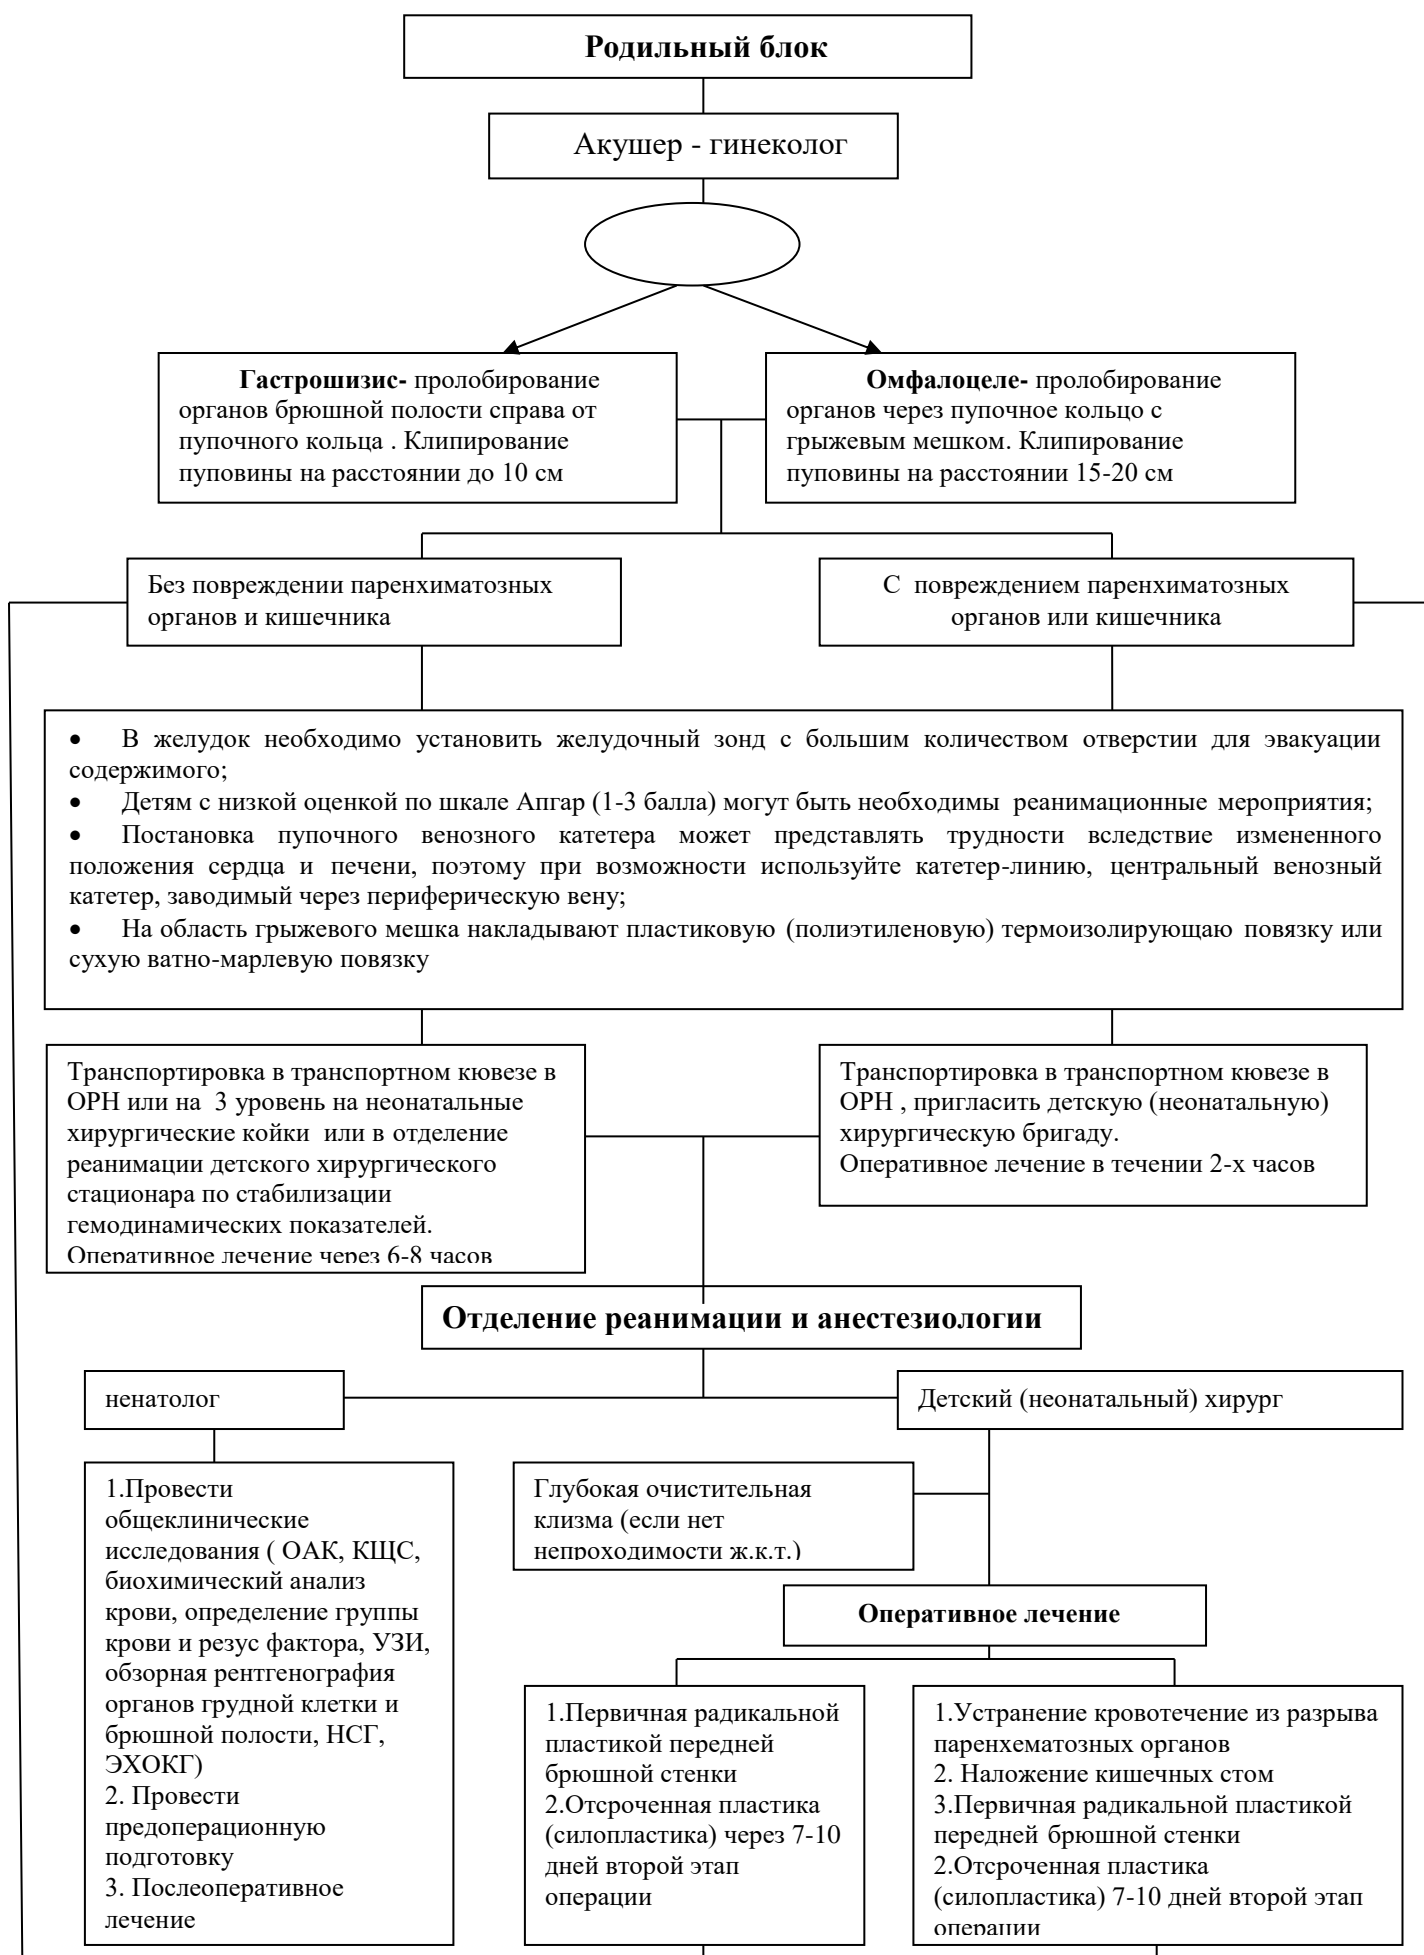 Родильный блок
Акушер - гинеколог
Гастрошизис- пролобирование
органов брюшной полости справа от
пупочного кольца . Клипирование
пуповины на расстоянии до 10 см
Омфалоцеле- пролобирование
органов через пупочное кольцо с
грыжевым мешком. Клипирование
пуповины на расстоянии 15-20 см
Без повреждении паренхиматозных
органов и кишечника
С повреждением паренхиматозных
органов или кишечника
• В желудок необходимо установить желудочный зонд с большим количеством отверстии для эвакуации
содержимого;
• Детям с низкой оценкой по шкале Апгар (1-3 балла) могут быть необходимы реанимационные мероприятия;
• Постановка пупочного венозного катетера может представлять трудности вследствие измененного
положения сердца и печени, поэтому при возможности используйте катетер-линию, центральный венозный
катетер, заводимый через периферическую вену;
• На область грыжевого мешка накладывают пластиковую (полиэтиленовую) термоизолирующаю повязку или
сухую ватно-марлевую повязку
Транспортировка в транспортном кювезе в
ОРН или на 3 уровень на неонатальные
хирургические койки или в отделение
реанимации детского хирургического
стационара по стабилизации
гемодинамических показателей.
Оперативное лечение через 6-8 часов
Транспортировка в транспортном кювезе в
ОРН , пригласить детскую (неонатальную)
хирургическую бригаду.
Оперативное лечение в течении 2-х часов
Отделение реанимации и анестезиологии
ненатолог
Детский (неонатальный) хирург
1.Провести
общеклинические
исследования ( ОАК, КЩС,
биохимический анализ
крови, определение группы
крови и резус фактора, УЗИ,
обзорная рентгенография
органов грудной клетки и
брюшной полости, НСГ,
ЭХОКГ)
2. Провести
предоперационную
подготовку
3. Послеоперативное
лечение
Глубокая очистительная
клизма (если нет
непроходимости ж.к.т.)
Оперативное лечение
1.Первичная радикальной
пластикой передней
брюшной стенки
2.Отсроченная пластика
(силопластика) через 7-10
дней второй этап
операции
1.Устранение кровотечение из разрыва
паренхематозных органов
2. Наложение кишечных стом
3.Первичная радикальной пластикой
передней брюшной стенки
2.Отсроченная пластика
(силопластика) 7-10 дней второй этап
операции